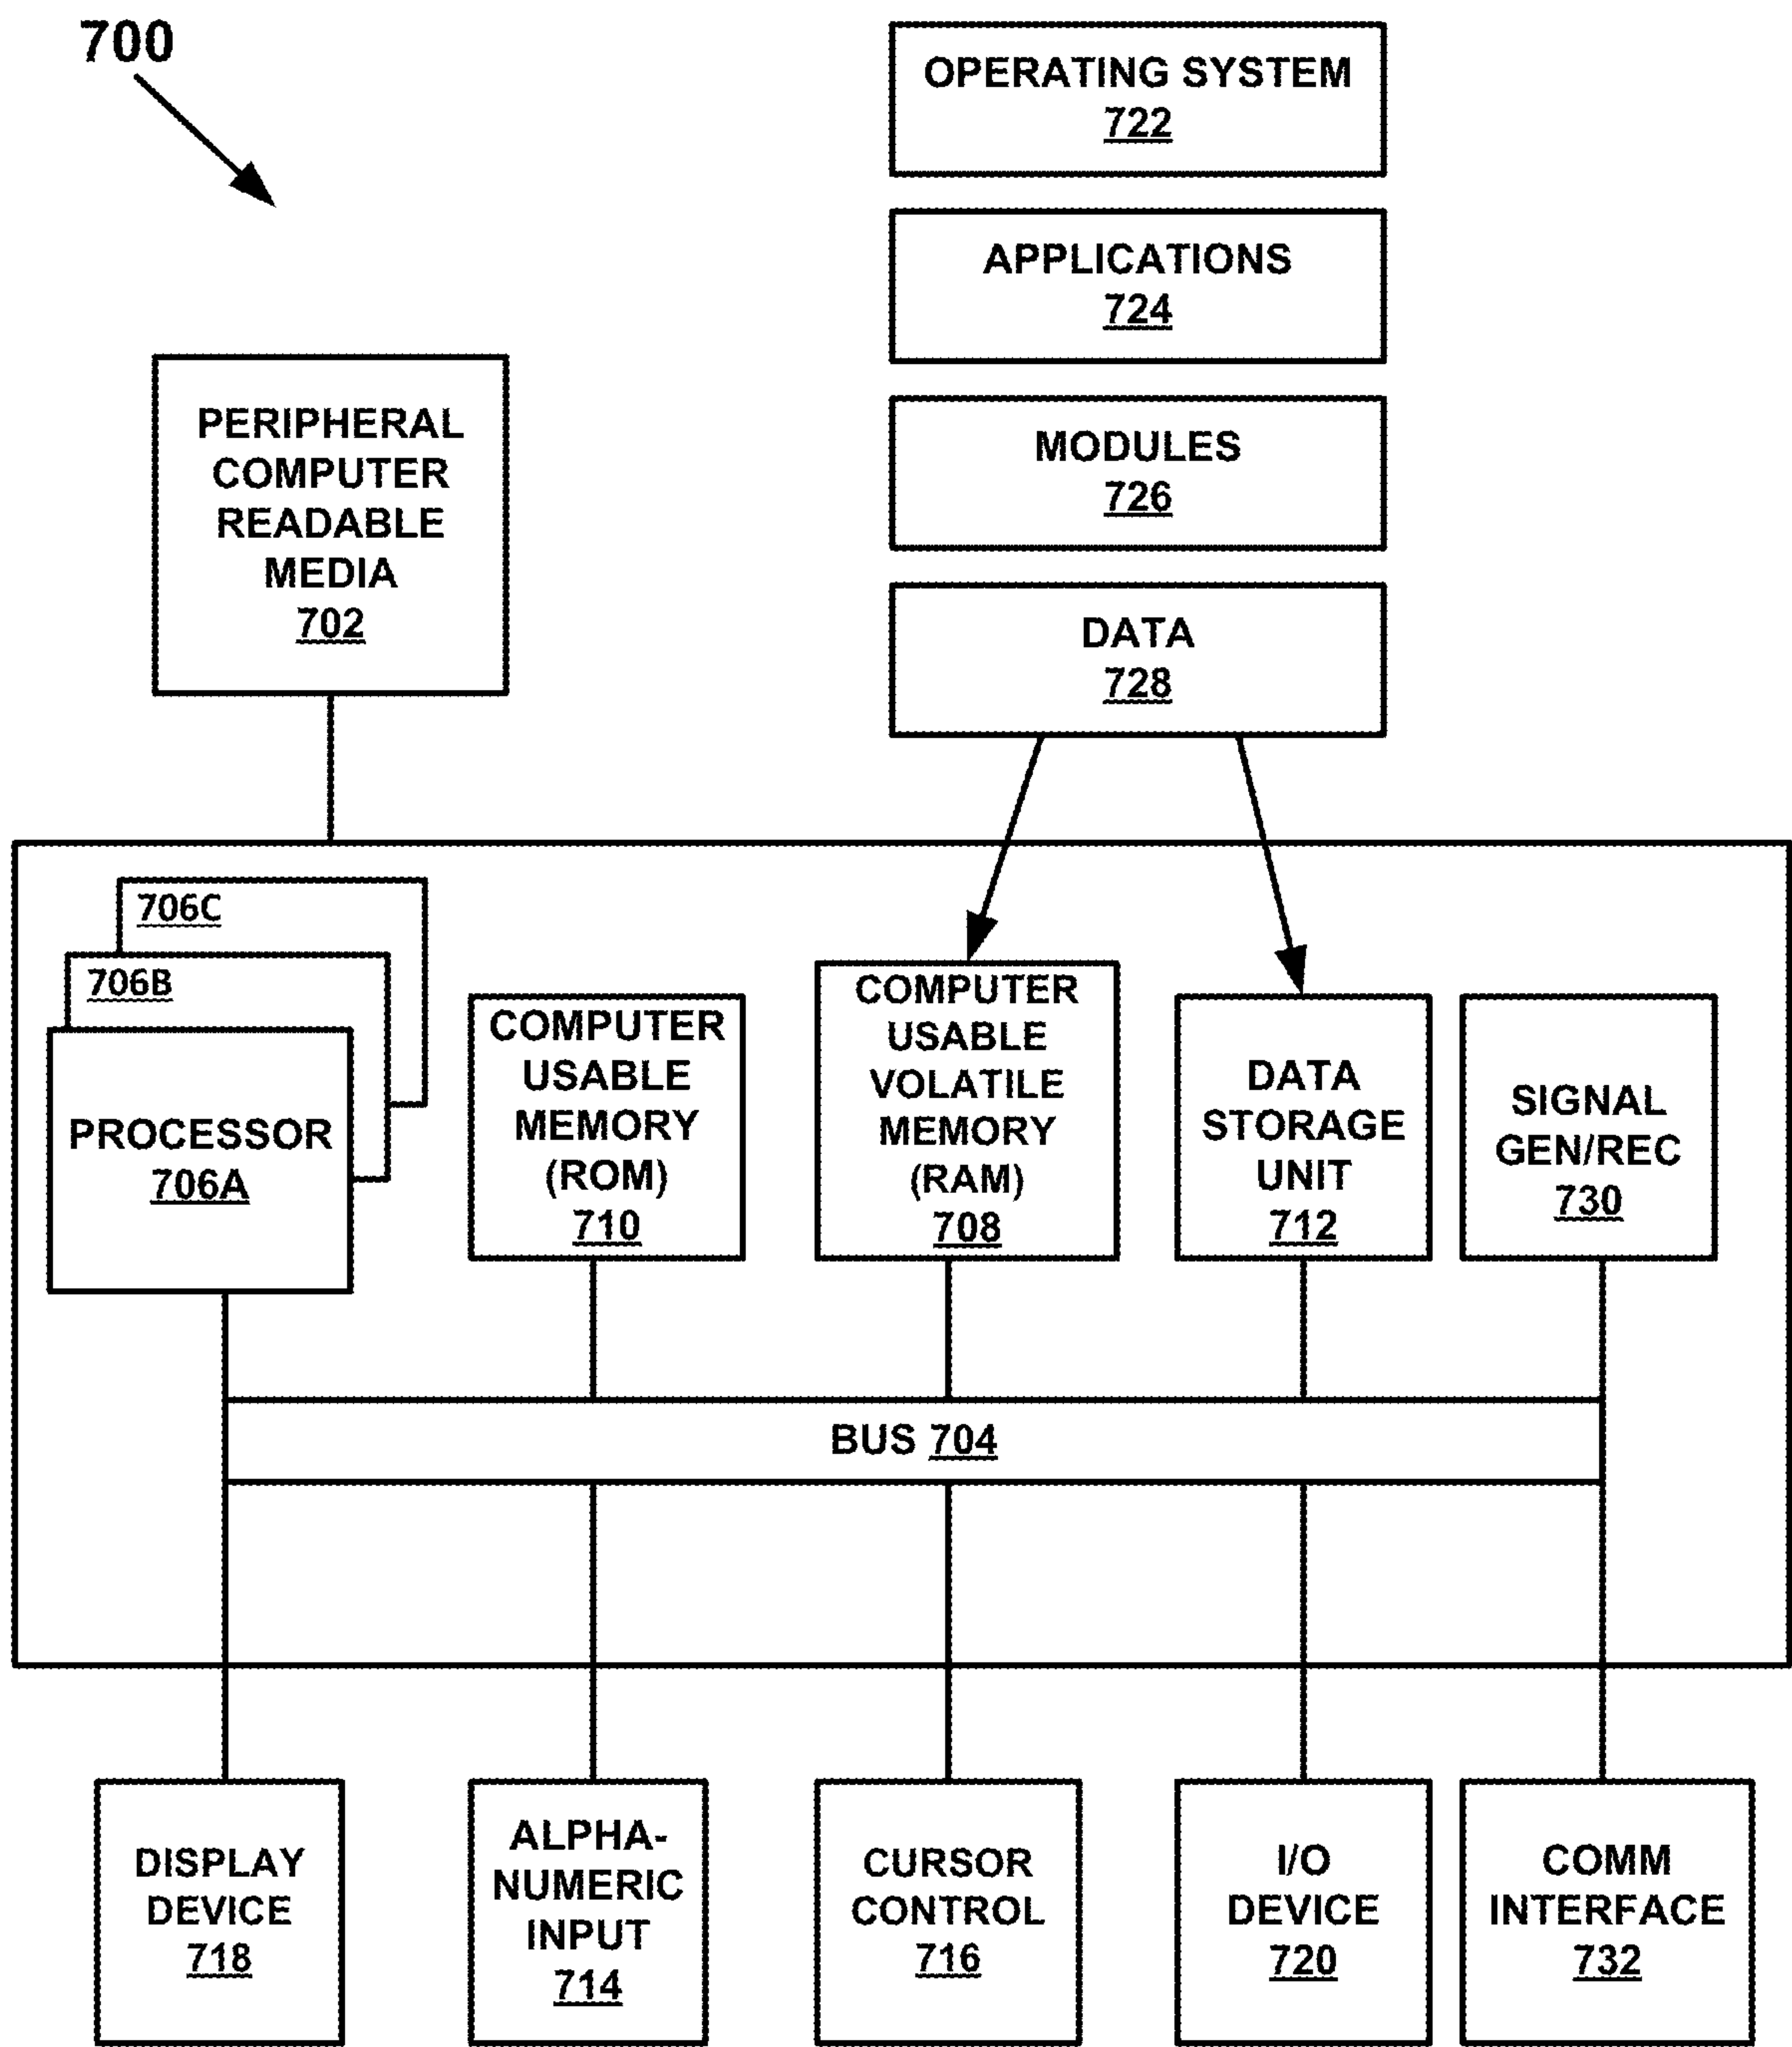 700
OPERATING SYSTEM
722
APPLICATIONS
724
MODULES
726
DATA
728
PERIPHERAL
COMPUTER
READABLE
MEDIA
702
706C
706B
PROCESSOR
706A
COMPUTER
USABLE
MEMORY
(ROM)
710
COMPUTER
USABLE
VOLATILE
MEMORY
(RAM)
708
DATA
STORAGE
UNIT
712
SIGNAL
GEN/REC
730
BUS 704
DISPLAY
DEVICE
718
ALPHA-
NUMERIC
INPUT
714
CURSOR
CONTROL
716
I/O
DEVICE
720
COMM
INTERFACE
732